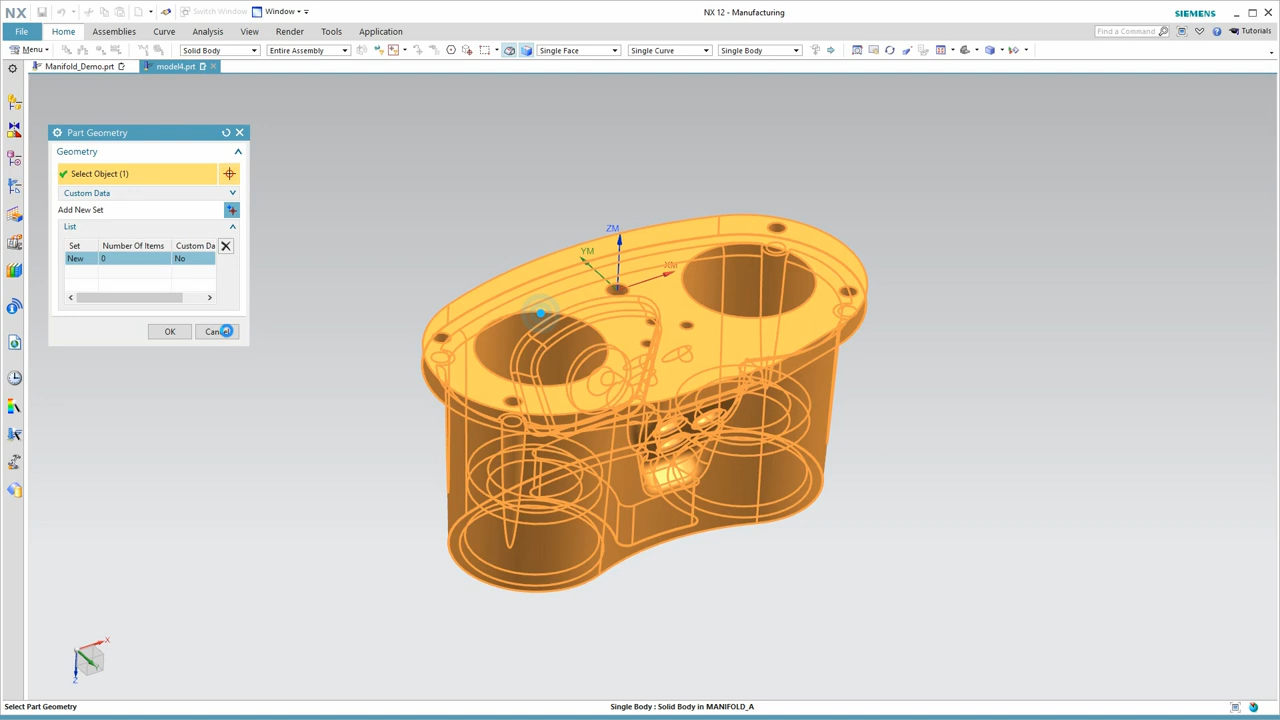 NX
Switch Window
Window
NX 12 - Manufacturing
SIEMENS
File
Home
Assemblies
Curve
Analysis
View
Render
Tools
Application
Find a Command
Tutorials
Menu
Solid Body
Entire Assembly
Single Face
Single Curve
Single Body
Manifold_Demo.prt
model4.prt
Part Geometry
Geometry
Select Object (1)
Custom Data
Add New Set
List
Set
Number Of Items
Custom Da
New
0
No
OK
Cancel
ZM
YM
XM
X
Z
Select Part Geometry
Single Body : Solid Body in MANIFOLD_A